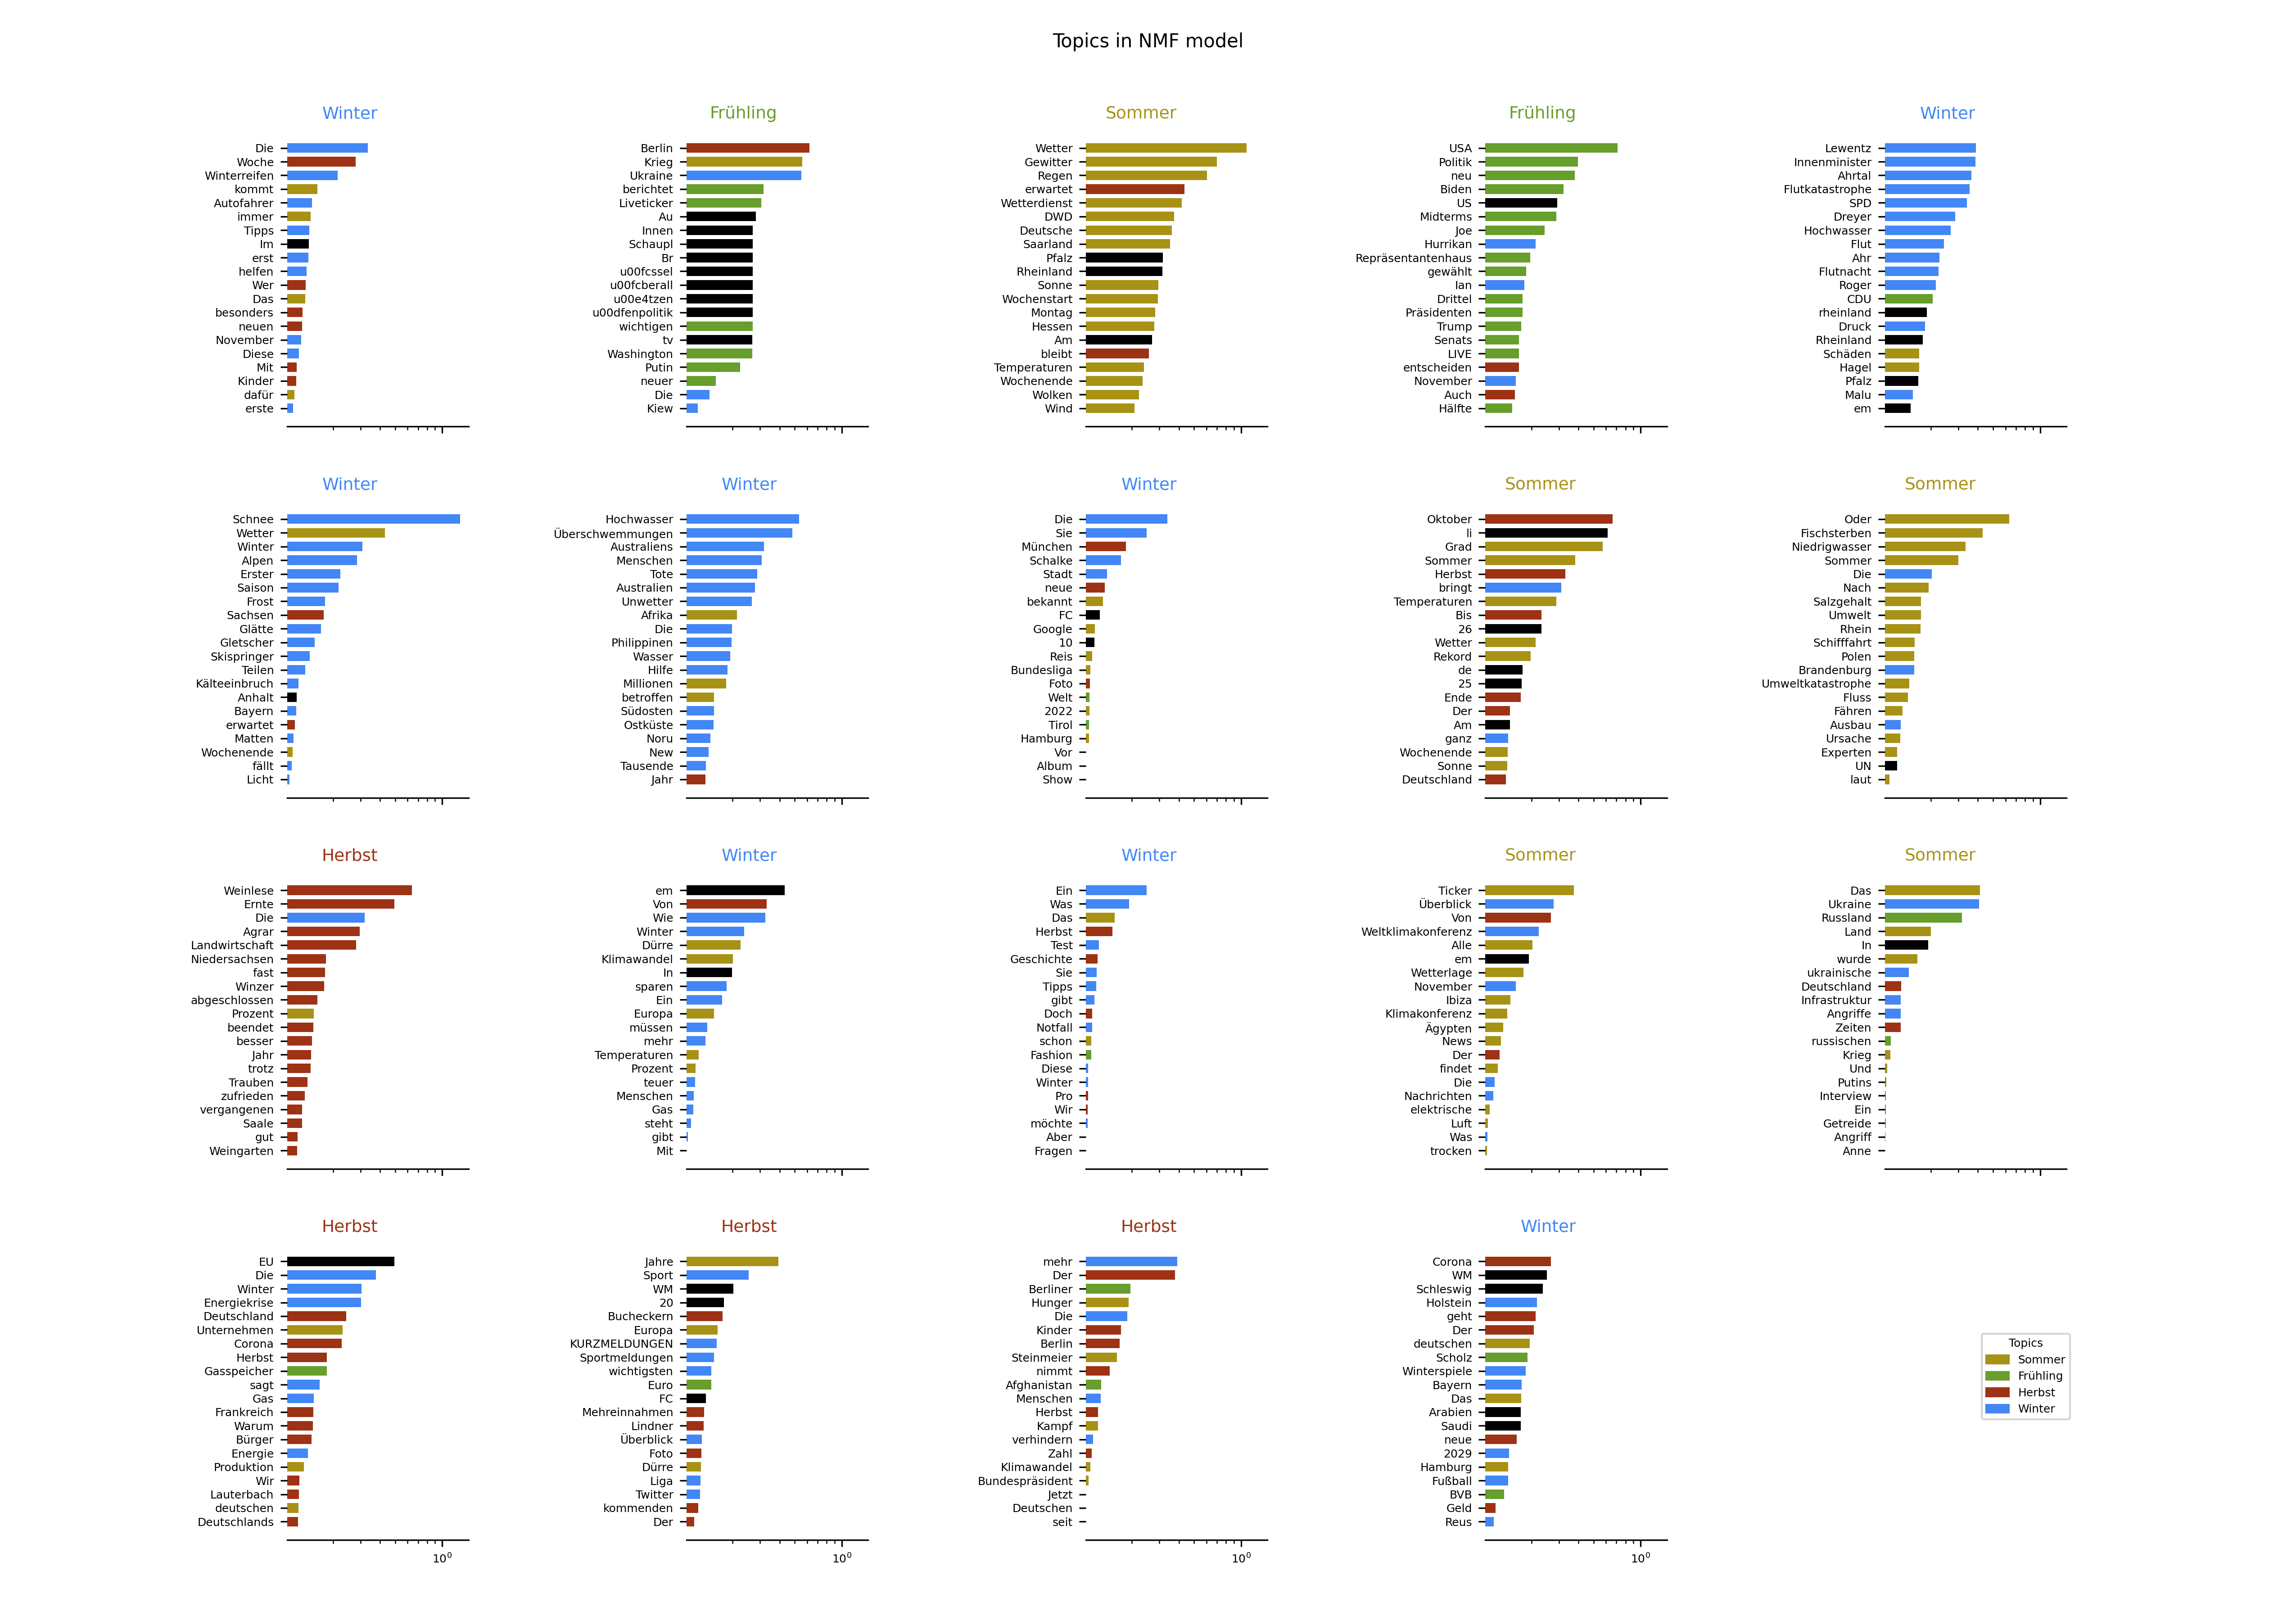 Topics in NMF model
Winter
Die
Woche
Winterreifen
kommt
Autofahrer
immer
Tipps
Im
erst
helfen
Wer
Das
besonders
neuen
November
Diese
Mit
Kinder
dafür
erste
Frühling
Berlin
Krieg
Ukraine
berichtet
Liveticker
Au
Innen
Schaupl
Br
u00fcssel
u00fcberall
u00e4tzen
u00dfenpolitik
wichtigen
tv
Washington
Putin
neuer
Die
Kiew
Sommer
Wetter
Gewitter
Regen
erwartet
Wetterdienst
DWD
Deutsche
Saarland
Pfalz
Rheinland
Sonne
Wochenstart
Montag
Hessen
Am
bleibt
Temperaturen
Wochenende
Wolken
Wind
Frühling
USA
Politik
neu
Biden
US
Midterms
Joe
Hurrikan
Repräsentantenhaus
gewählt
Ian
Drittel
Präsidenten
Trump
Senats
LIVE
entscheiden
November
Auch
Hälfte
Winter
Lewentz
Innenminister
Ahrtal
Flutkatastrophe
SPD
Dreyer
Hochwasser
Flut
Ahr
Flutnacht
Roger
CDU
rheinland
Druck
Rheinland
Schäden
Hagel
Pfalz
Malu
em
Winter
Schnee
Wetter
Winter
Alpen
Erster
Saison
Frost
Sachsen
Glätte
Gletscher
Skispringer
Teilen
Kälteeinbruch
Anhalt
Bayern
erwartet
Matten
Wochenende
fällt
Licht
Winter
Hochwasser
Überschwemmungen
Australiens
Menschen
Tote
Australien
Unwetter
Afrika
Die
Philippinen
Wasser
Hilfe
Millionen
betroffen
Südosten
Ostküste
Noru
New
Tausende
Jahr
Winter
Die
Sie
München
Schalke
Stadt
neue
bekannt
FC
Google
10
Reis
Bundesliga
Foto
Welt
2022
Tirol
Hamburg
Vor
Album
Show
Sommer
Oktober
li
Grad
Sommer
Herbst
bringt
Temperaturen
Bis
26
Wetter
Rekord
de
25
Ende
Der
Am
ganz
Wochenende
Sonne
Deutschland
Sommer
Oder
Fischsterben
Niedrigwasser
Sommer
Die
Nach
Salzgehalt
Umwelt
Rhein
Schifffahrt
Polen
Brandenburg
Umweltkatastrophe
Fluss
Fähren
Ausbau
Ursache
Experten
UN
laut
Herbst
Weinlese
Ernte
Die
Agrar
Landwirtschaft
Niedersachsen
fast
Winzer
abgeschlossen
Prozent
beendet
besser
Jahr
trotz
Trauben
zufrieden
vergangenen
Saale
gut
Weingarten
Winter
em
Von
Wie
Winter
Dürre
Klimawandel
In
sparen
Ein
Europa
müssen
mehr
Temperaturen
Prozent
teuer
Menschen
Gas
steht
gibt
Mit
Winter
Ein
Was
Das
Herbst
Test
Geschichte
Sie
Tipps
gibt
Doch
Notfall
schon
Fashion
Diese
Winter
Pro
Wir
möchte
Aber
Fragen
Sommer
Ticker
Überblick
Von
Weltklimakonferenz
Alle
em
Wetterlage
November
Ibiza
Klimakonferenz
Ägypten
News
Der
findet
Die
Nachrichten
elektrische
Luft
Was
trocken
Sommer
Das
Ukraine
Russland
Land
In
wurde
ukrainische
Deutschland
Infrastruktur
Angriffe
Zeiten
russischen
Krieg
Und
Putins
Interview
Ein
Getreide
Angriff
Anne
Herbst
EU
Die
Winter
Energiekrise
Deutschland
Unternehmen
Corona
Herbst
Gasspeicher
sagt
Gas
Frankreich
Warum
Bürger
Energie
Produktion
Wir
Lauterbach
deutschen
Deutschlands
10⁰
Herbst
Jahre
Sport
WM
20
Bucheckern
Europa
KURZMELDUNGEN
Sportmeldungen
wichtigsten
Euro
FC
Mehreinnahmen
Lindner
Überblick
Foto
Dürre
Liga
Twitter
kommenden
Der
10⁰
Herbst
mehr
Der
Berliner
Hunger
Die
Kinder
Berlin
Steinmeier
nimmt
Afghanistan
Menschen
Herbst
Kampf
verhindern
Zahl
Klimawandel
Bundespräsident
Jetzt
Deutschen
seit
10⁰
Winter
Corona
WM
Schleswig
Holstein
geht
Der
deutschen
Scholz
Winterspiele
Bayern
Das
Arabien
Saudi
neue
2029
Hamburg
Fußball
BVB
Geld
Reus
10⁰
Topics
Sommer
Frühling
Herbst
Winter